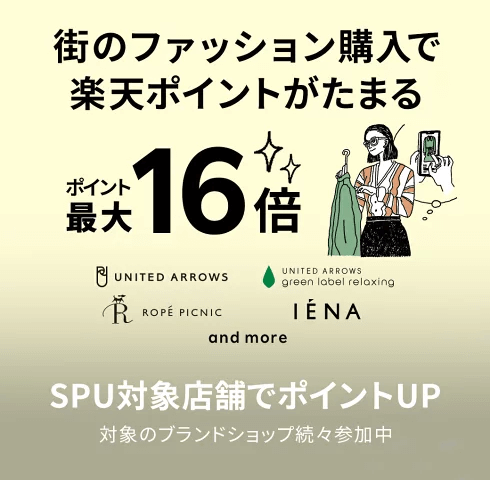 街のファッション購入で
楽天ポイントがたまる
ポイント
最大16倍
UNITED ARROWS
UNITED ARROWS
green label relaxing
R ROPÉ PICNIC
IÉNA
and more
SPU対象店舗でポイントUP
対象のブランドショップ続々参加中